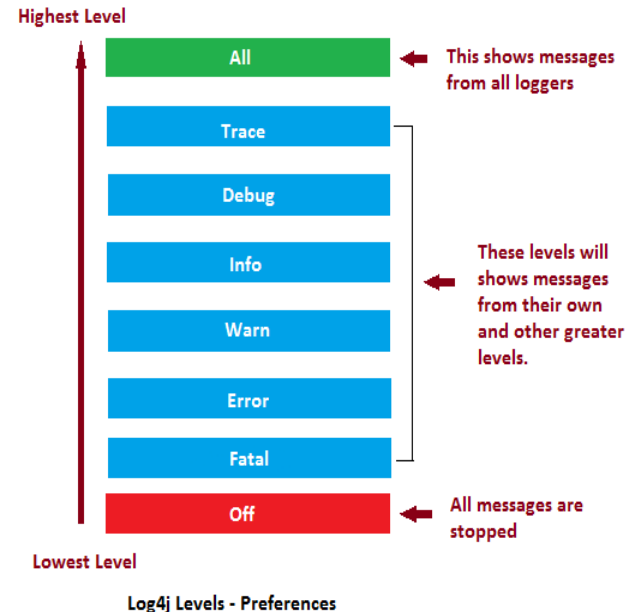 Highest Level
All
This shows messages
from all loggers
Trace
Debug
Info
These levels will
shows messages
from their own
and other greater
levels.
Warn
Error
Fatal
Off
All messages are
stopped
Lowest Level
Log4j Levels - Preferences